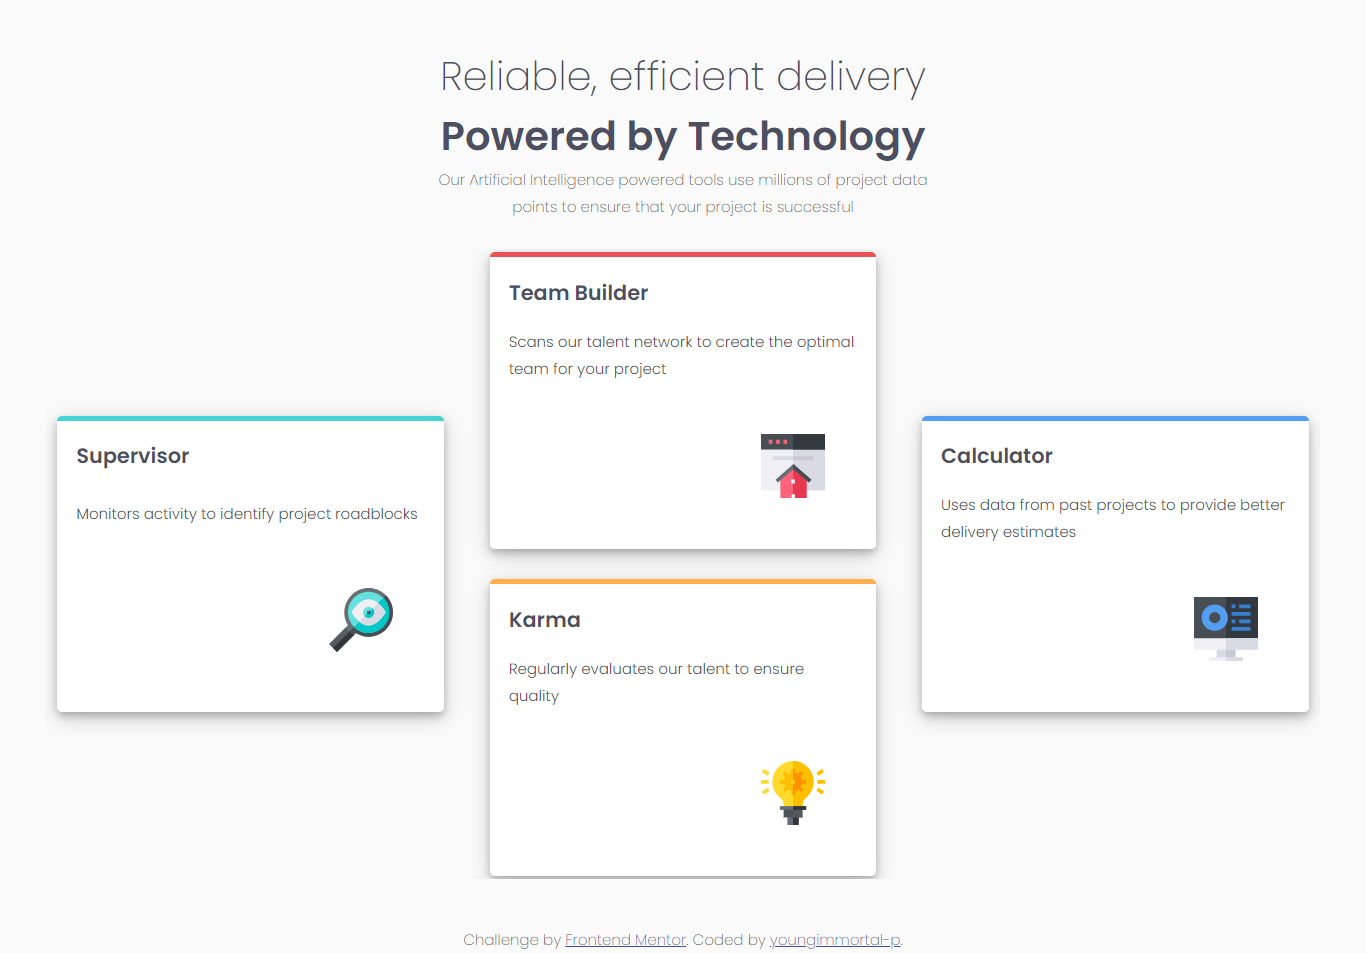 Reliable, efficient delivery
Powered by Technology
Our Artificial Intelligence powered tools use millions of project data
points to ensure that your project is successful
Team Builder
Scans our talent network to create the optimal
team for your project
Supervisor
Monitors activity to identify project roadblocks
Calculator
Uses data from past projects to provide better
delivery estimates
Karma
Regularly evaluates our talent to ensure
quality
Challenge by Frontend Mentor. Coded by youngimmortal-p.